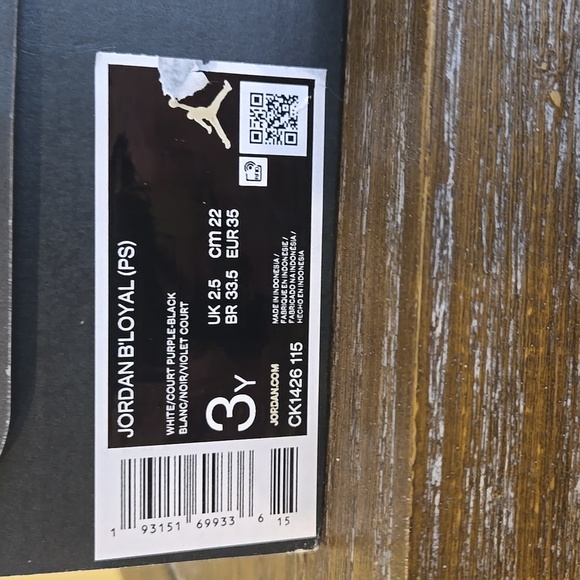 JORDAN B'LOYAL (PS)
WHITE/COURT PURPLE-BLACK
BLANC/NOIR/VIOLET COURT
3Y
UK 2.5 cm 22
BR 33.5 EUR 35
JORDAN.COM
CK1426 115
MADE IN INDONESIA /
FABRIQUE EN INDONESIE /
FABRICADO NA INDONÉSIA /
HECHO EN INDONESIA
1 93151 69933 6 15